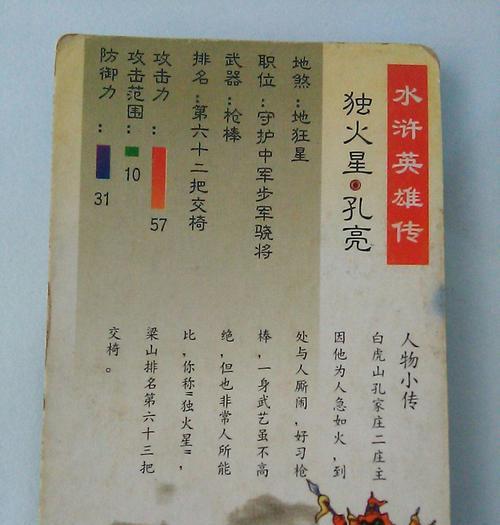 水浒英雄传
独火星·孔亮
地煞：地狂星
职位：守护中军步军骁将
武器：枪棒
排名：第六十二把交椅
攻击力：
57
攻击范围：
10
防御力：
31
人物小传
白虎山孔家庄二庄主
因他为人急如火，到
处与人厮闹，好习枪
棒，一身武艺虽不高
绝，但也非常人所能
比，你称“独火星”，
梁山排名第六十三把
交椅。